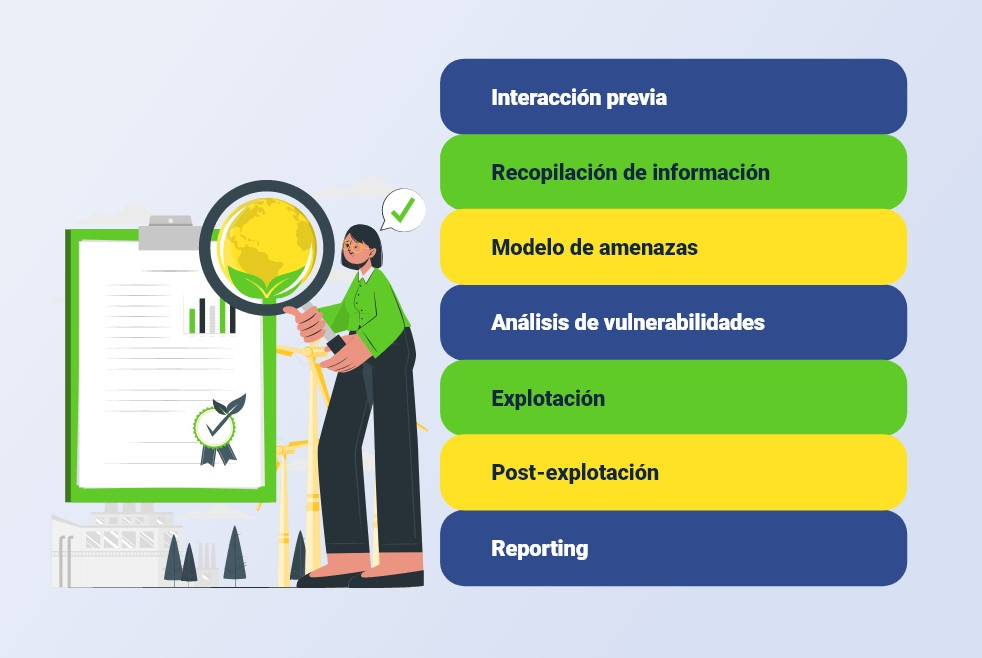 Interacción previa
Recopilación de información
Modelo de amenazas
Análisis de vulnerabilidades
Explotación
Post-explotación
Reporting